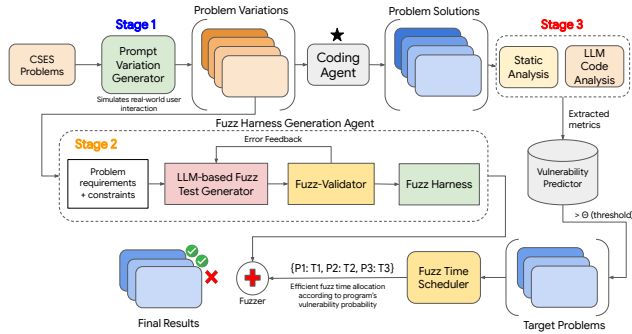 Problem Variations
Problem Solutions
Stage 1
Stage 3
CSES
Problems
Prompt
Variation
Generator
Simulates real-world user
interaction
Coding
Agent
Static
Analysis
LLM
Code
Analysis
Extracted
metrics
Fuzz Harness Generation Agent
Stage 2
Error Feedback
Problem
requirements
+ constraints
LLM-based Fuzz
Test Generator
Fuzz-Validator
Fuzz Harness
Vulnerability
Predictor
> Θ (threshold)
{P1: T1, P2: T2, P3: T3}
Efficient fuzz time allocation
according to program's
vulnerability probability
Fuzz Time
Scheduler
Fuzzer
Final Results
Target Problems